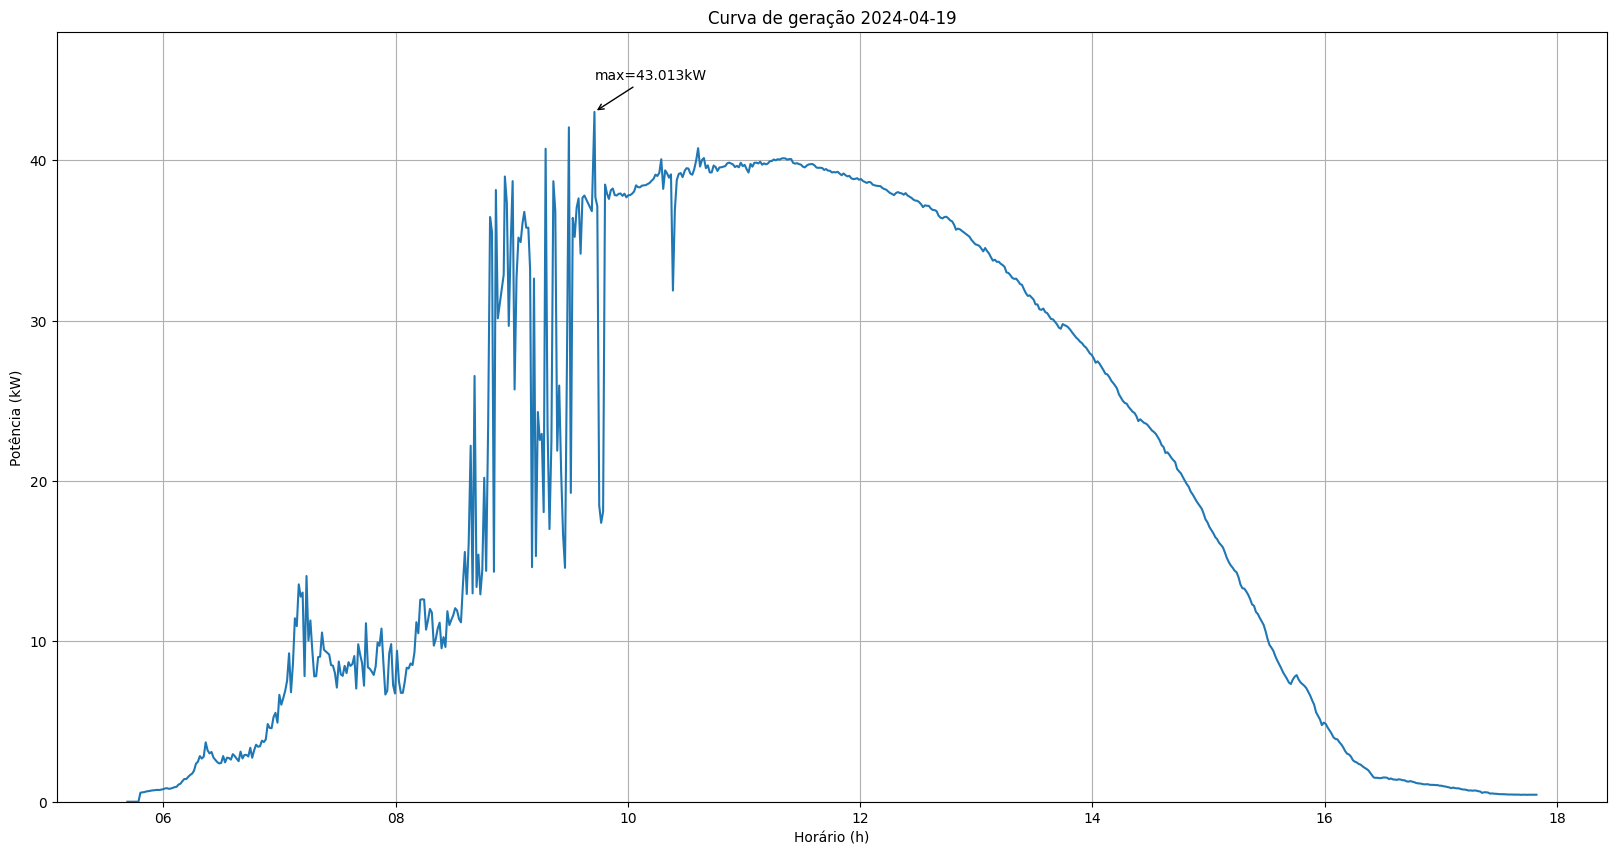 Curva de geração 2024-04-19
max=43.013kW
Potência (kW)
40
30
20
10
0
06 08 10 12 14 16 18
Horário (h)